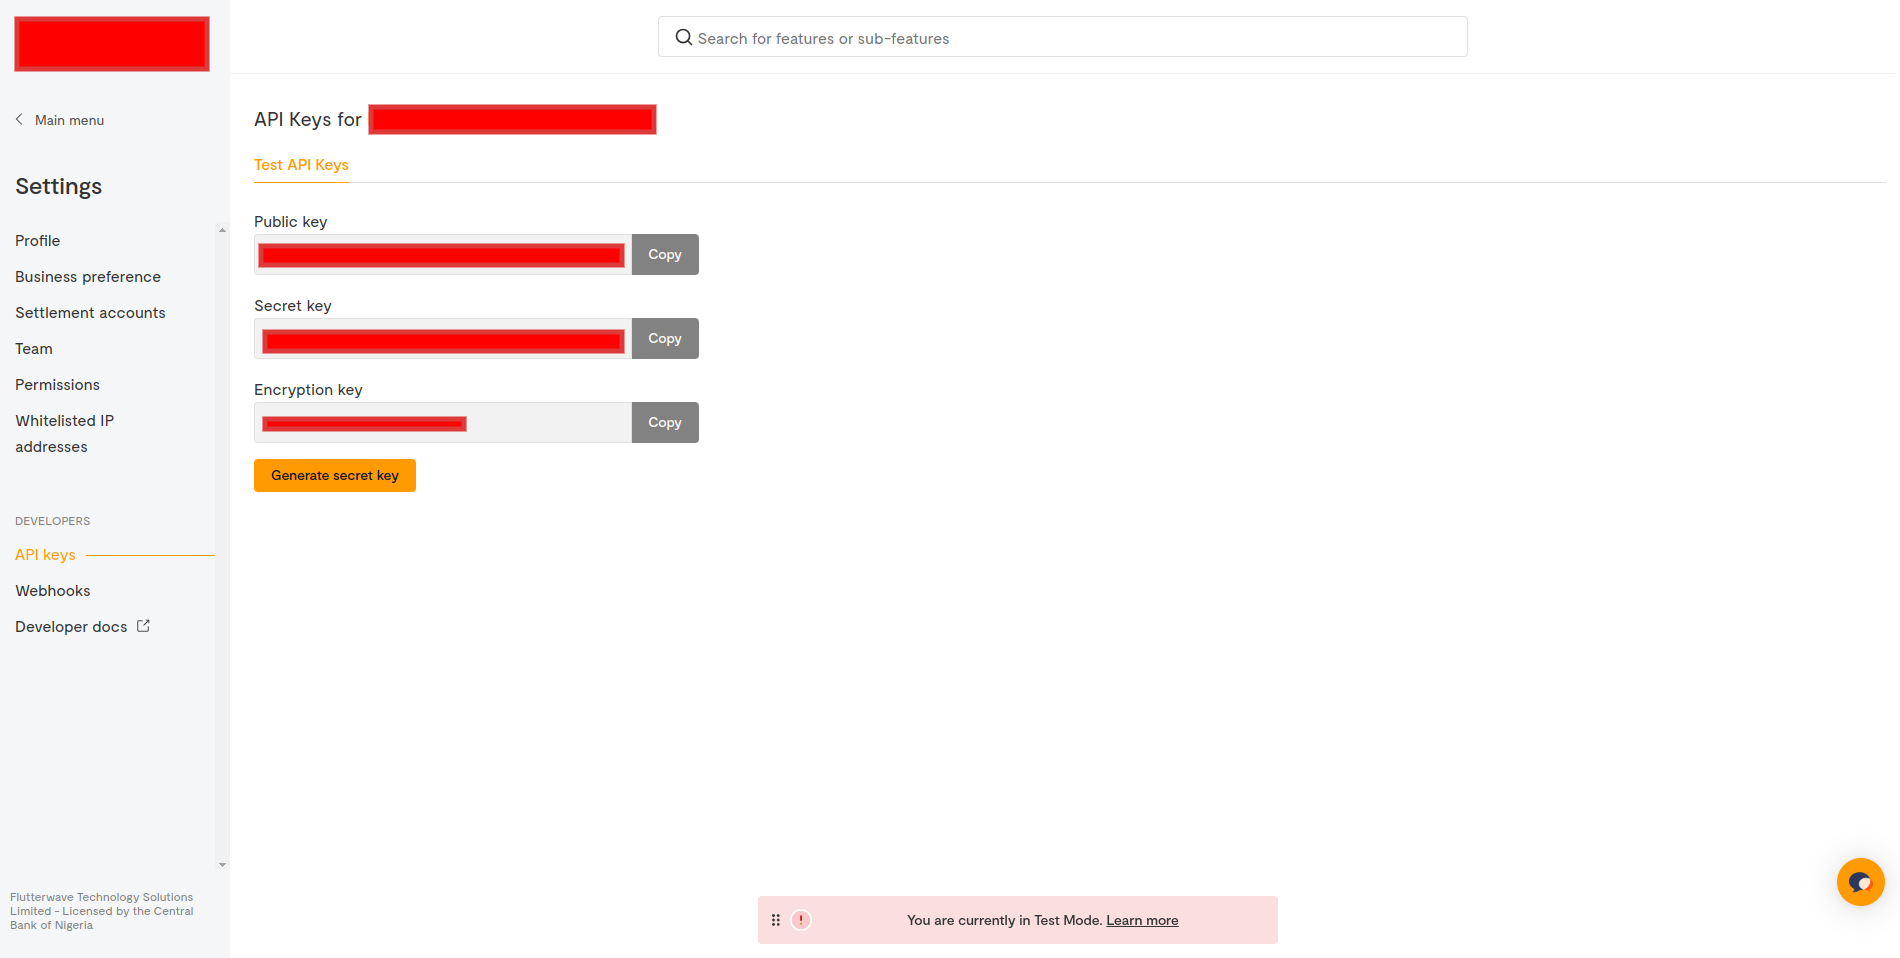 Search for features or sub-features
Main menu
Settings
Profile
Business preference
Settlement accounts
Team
Permissions
Whitelisted IP
addresses
DEVELOPERS
API keys
Webhooks
Developer docs
Flutterwave Technology Solutions
Limited - Licensed by the Central
Bank of Nigeria
API Keys for
Test API Keys
Public key
Copy
Secret key
Copy
Encryption key
Copy
Generate secret key
You are currently in Test Mode. Learn more